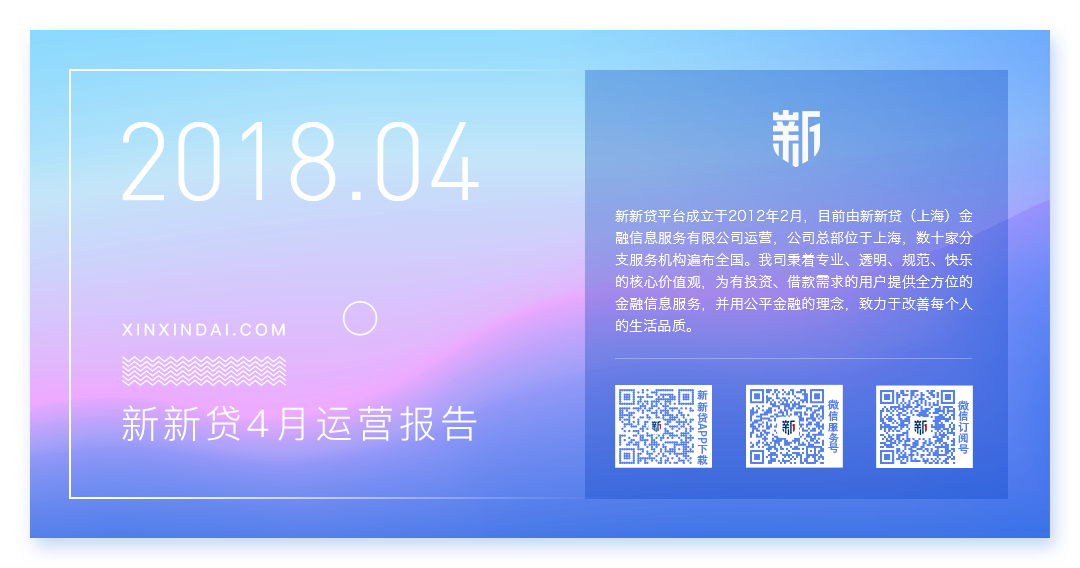 2018.04
XINXINDAI.COM
新新贷4月运营报告
新
新新贷平台成立于2012年2月，目前由新新贷（上海）金
融信息服务有限公司运营，公司总部位于上海，数十家分
支服务机构遍布全国。我司秉着专业、透明、规范、快乐
的核心价值观，为有投资、借款需求的用户提供全方位的
金融信息服务，并用公平金融的理念，致力于改善每个人
的生活品质。
新
新新贷APP下载
新
微信服务号
新
微信订阅号